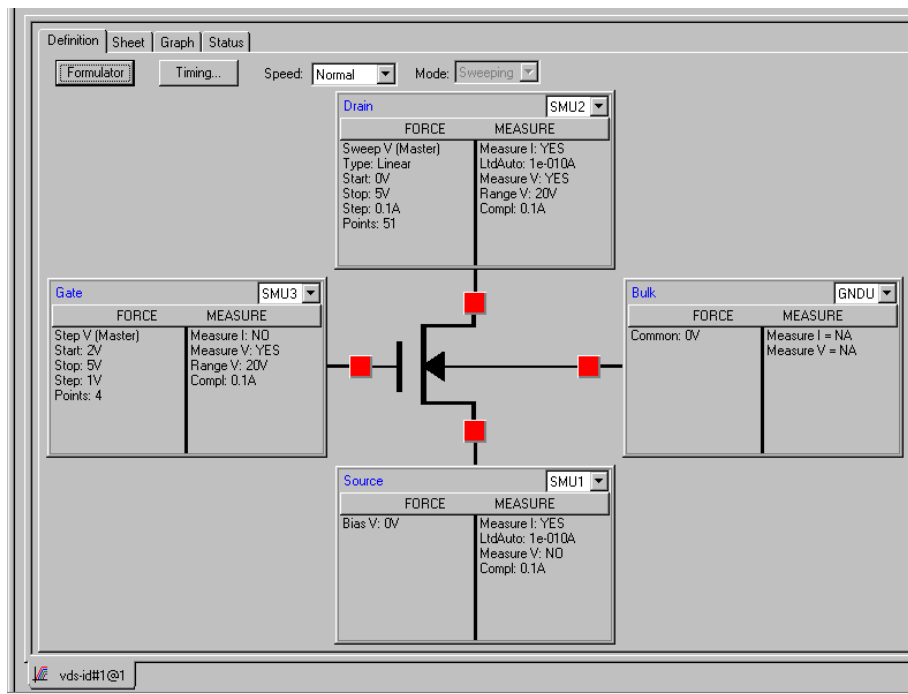 Definition Sheet Graph Status
Formulator Timing... Speed: Normal Mode: Sweeping
Drain SMU2
FORCE MEASURE
Sweep V (Master) Measure I: YES
Type: Linear LtdAuto: 1e-010A
Start: 0V Measure V: YES
Stop: 5V Range V: 20V
Step: 0.1A Compl: 0.1A
Points: 51
Gate SMU3
FORCE MEASURE
Step V (Master) Measure I: NO
Start: 2V Measure V: YES
Stop: 5V Range V: 20V
Step: 1V Compl: 0.1A
Points: 4
Bulk GNDU
FORCE MEASURE
Common: 0V Measure I = NA
Measure V = NA
Source SMU1
FORCE MEASURE
Bias V: 0V Measure I: YES
LtdAuto: 1e-010A
Measure V: NO
Compl: 0.1A
vds-id#1@1